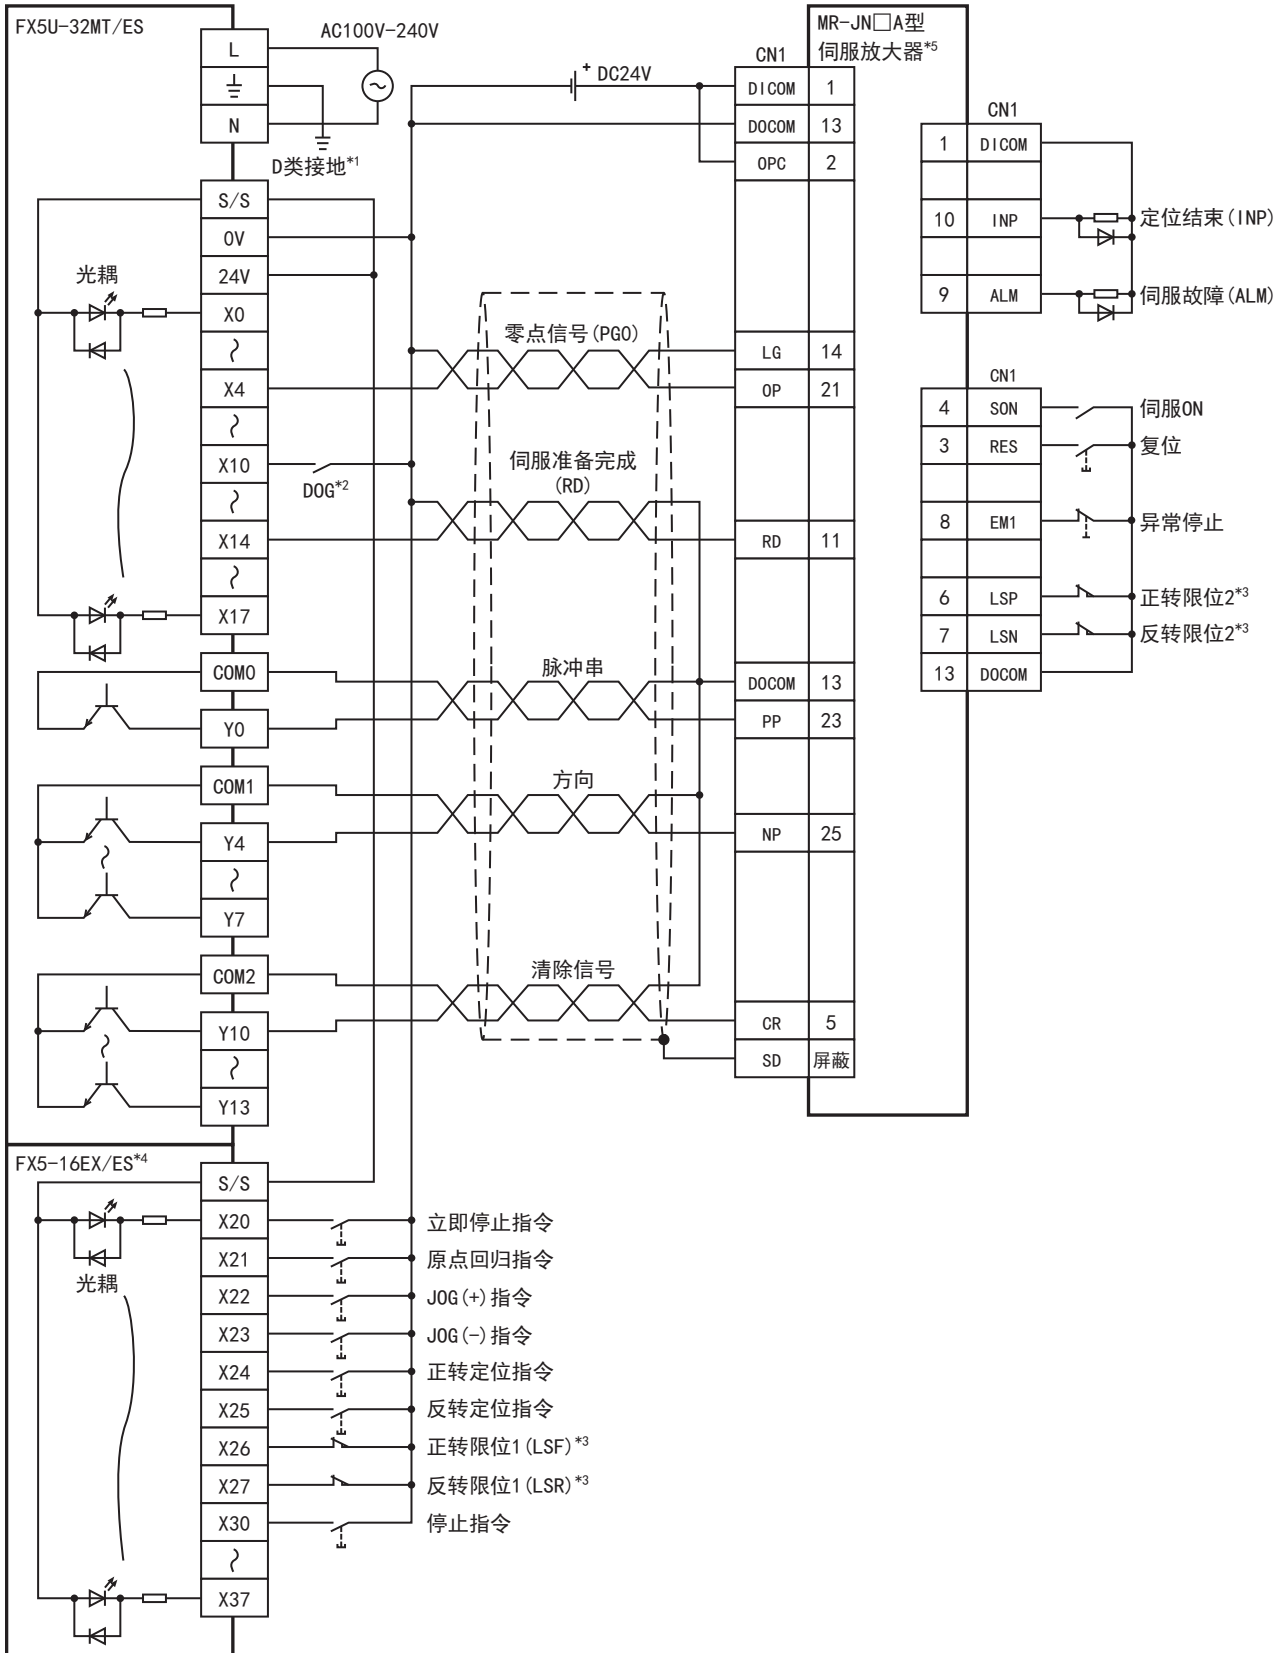 FX5U-32MT/ES
L
N
AC100V-240V
D类接地*1
S/S
0V
24V
X0
X4
X10
X14
X17
COM0
Y0
COM1
Y4
Y7
COM2
Y10
Y13
光耦
DOG*2
+ DC24V
零点信号(PG0)
伺服准备完成
(RD)
脉冲串
方向
清除信号
MR-JN□A型
伺服放大器*5
CN1
DICOM 1
DOCOM 13
OPC 2
LG 14
OP 21
RD 11
DOCOM 13
PP 23
NP 25
CR 5
SD 屏蔽
CN1
1 DICOM
10 INP 定位结束(INP)
9 ALM 伺服故障(ALM)
CN1
4 SON 伺服ON
3 RES 复位
8 EM1 异常停止
6 LSP 正转限位2*3
7 LSN 反转限位2*3
13 DOCOM
FX5-16EX/ES*4
S/S
光耦
X20 立即停止指令
X21 原点回归指令
X22 JOG(+)指令
X23 JOG(-)指令
X24 正转定位指令
X25 反转定位指令
X26 正转限位1(LSF)*3
X27 反转限位1(LSR)*3
X30 停止指令
X37